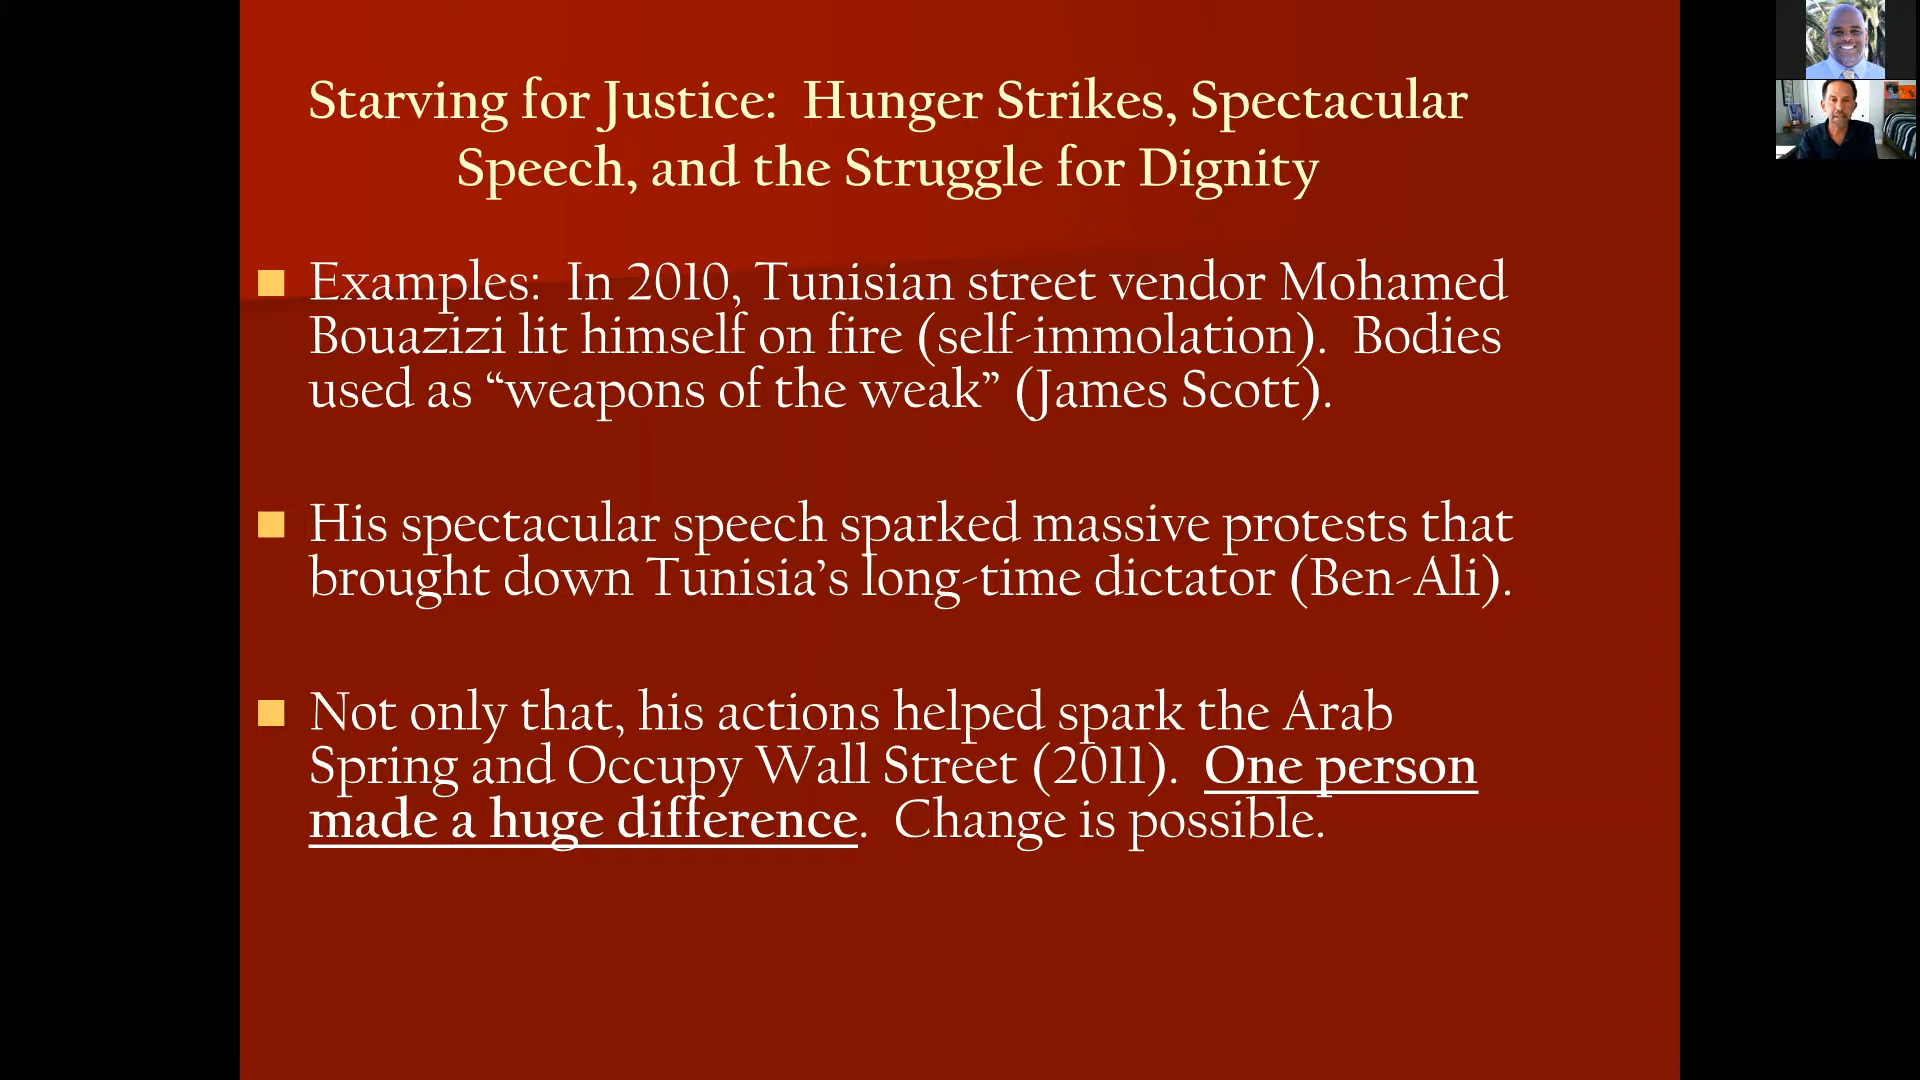 Starving for Justice: Hunger Strikes, Spectacular
Speech, and the Struggle for Dignity
Examples: In 2010, Tunisian street vendor Mohamed
Bouazizi lit himself on fire (self-immolation). Bodies
used as “weapons of the weak” (James Scott).
His spectacular speech sparked massive protests that
brought down Tunisia’s long-time dictator (Ben-Ali).
Not only that, his actions helped spark the Arab
Spring and Occupy Wall Street (2011). One person
made a huge difference. Change is possible.